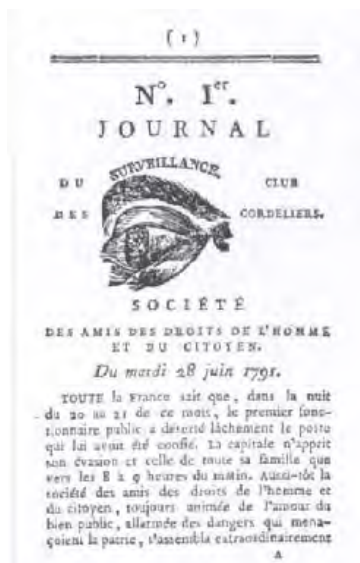 ( 1 )
N°. Ier.
JOURNAL
SURVEILLANCE.
DU CLUB
DES CORDELIERS.
SOCIÉTÉ
DES AMIS DES DROITS DE L'HOMME
ET DU CITOYEN.
Du mardi 28 juin 1791.
TOUTE la France sait que, dans la nuit
du 20 au 21 de ce mois, le premier fonc-
tionnaire public a déserté lâchement le poste
qui lui avoit été confié. La capitale n'apprit
son évasion et celle de toute sa famille que
vers les 8 à 9 heures du matin. Aussi-tôt la
société des amis des droits de l'homme et
du citoyen, toujours animée de l'amour du
bien public, allarmée des dangers qui mena-
çoient la patrie, s'assembla extraordinairement
A